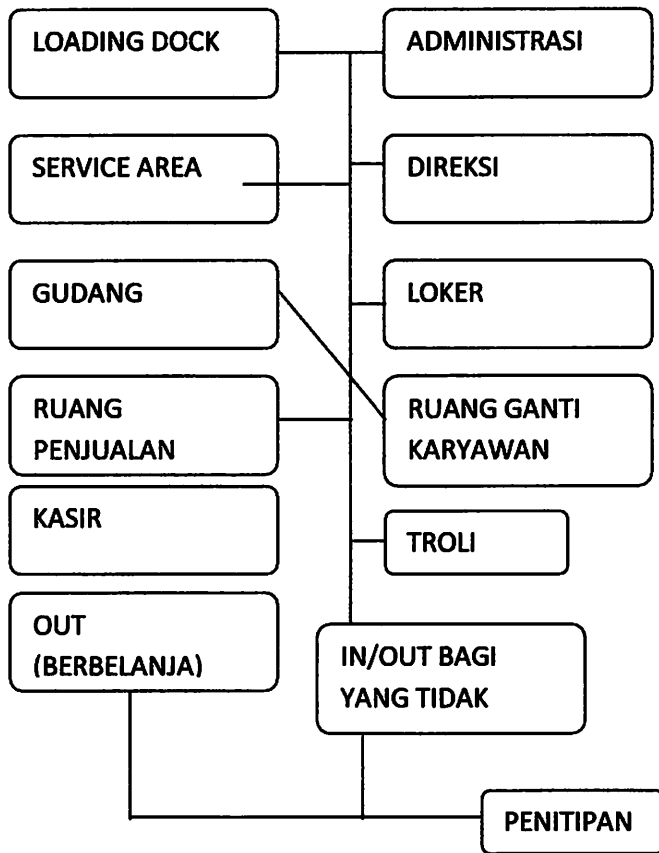 LOADING DOCK
ADMINISTRASI
SERVICE AREA
DIREKSI
GUDANG
LOKER
RUANG
PENJUALAN
RUANG GANTI
KARYAWAN
KASIR
TROLI
OUT
(BERBELANJA)
IN/OUT BAGI
YANG TIDAK
PENITIPAN